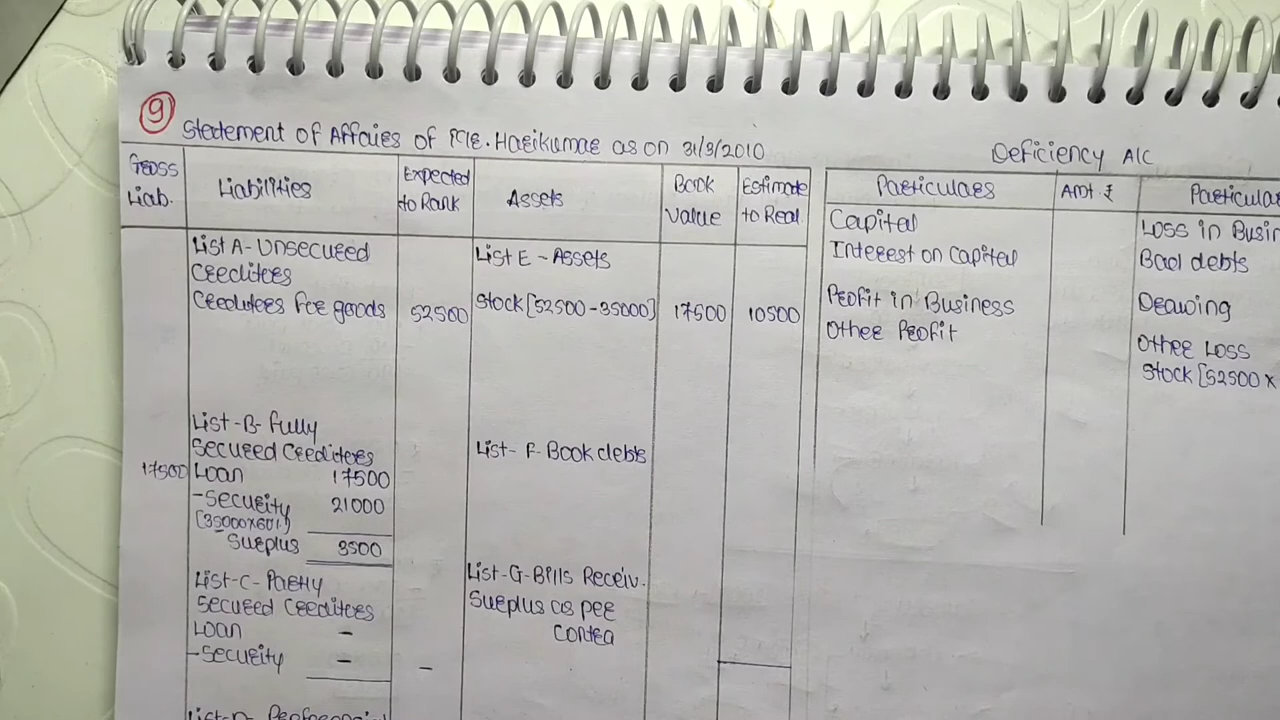 9
Statement of Affairs of Mr. Harikumar as on 31/3/2010
Deficiency A/C
Gross Liab.
Liabilities
Expected to Rank
Assets
Book Value
Estimate to Real
Particulars
Amt ₹
Particular
List A - Unsecured
Creditors
Creditors for goods
52500
List E - Assets
Stock [52500 - 35000]
17500
10500
Capital
Interest on Capital
Profit in Business
Other Profit
Loss in Busin
Bad debts
Drawing
Other Loss
Stock [52500 ×
List - B - Fully
Secured Creditors
17500
Loan 17500
- Security 21000
[35000×60%]
Surplus 3500
List - F - Book debts
List - C - Partly
Secured Creditors
Loan -
- Security - -
List - G - Bills Receiv.
Surplus as per
Contra